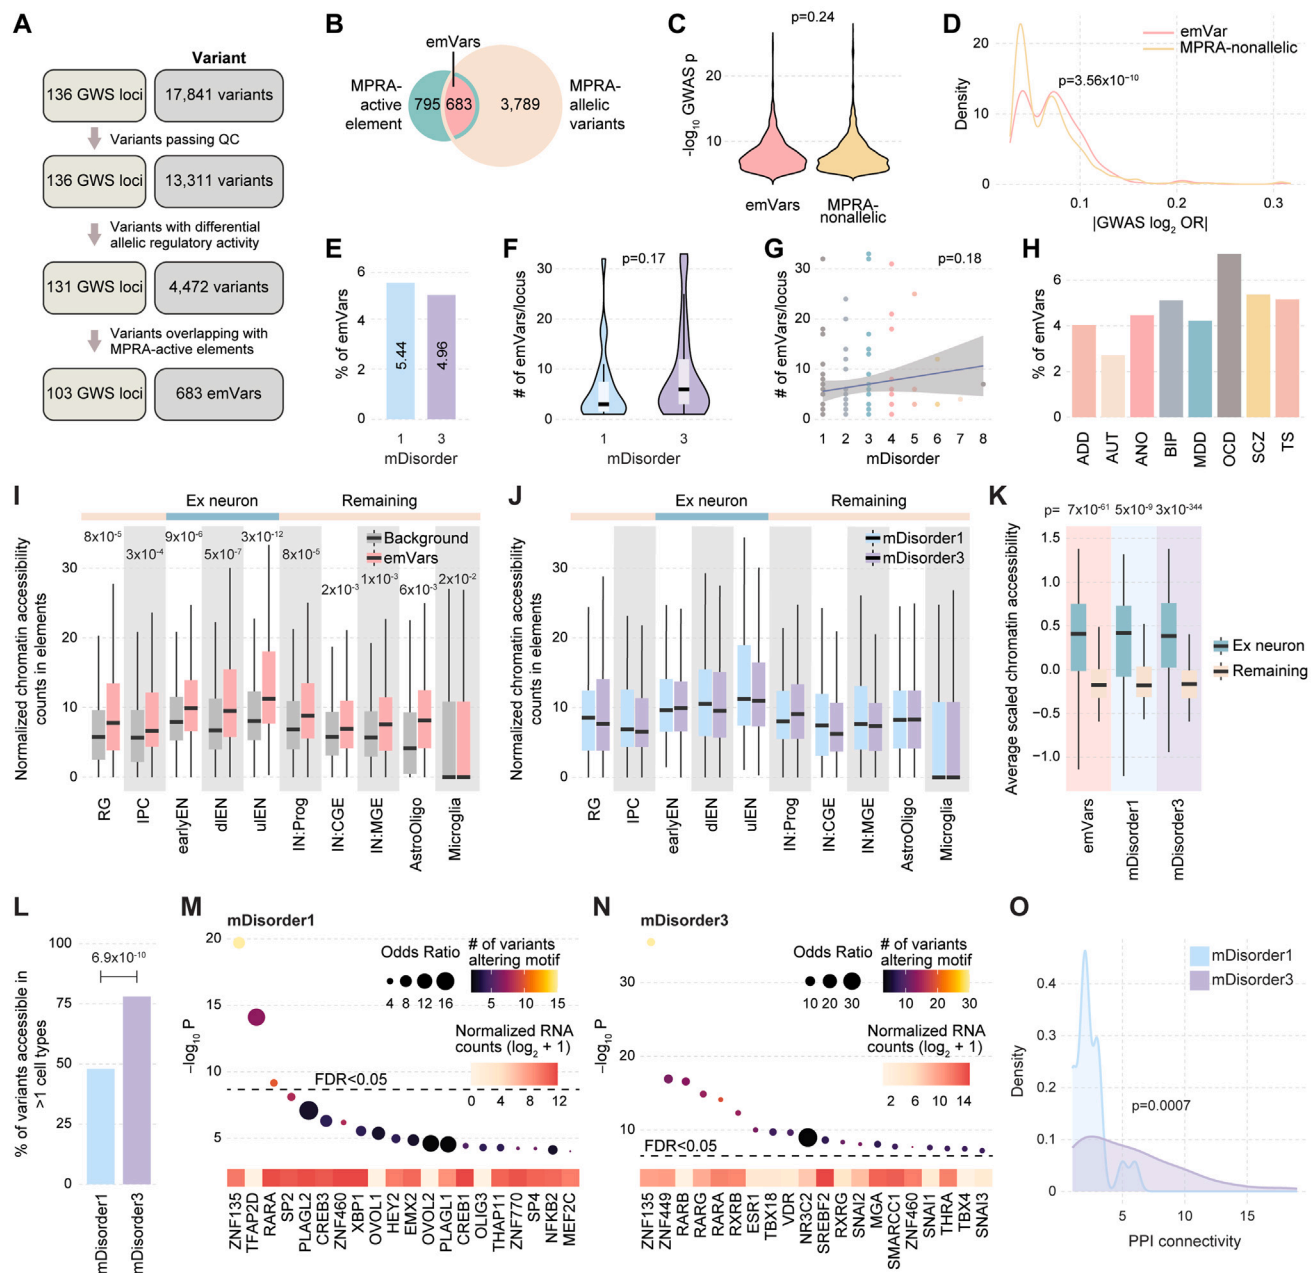 A
Variant
136 GWS loci
17,841 variants
Variants passing QC
136 GWS loci
13,311 variants
Variants with differential
allelic regulatory activity
131 GWS loci
4,472 variants
Variants overlapping with
MPRA-active elements
103 GWS loci
683 emVars
B
emVars
MPRA-
active
element
795
683
3,789
MPRA-
allelic
variants
C
p=0.24
-log10 GWAS p
20
10
emVars
MPRA-
nonallelic
D
emVar
MPRA-nonallelic
p=3.56x10-10
Density
20
10
0
0.1
0.2
0.3
|GWAS log2 OR|
E
% of emVars
6
4
2
0
5.44
4.96
1
3
mDisorder
F
p=0.17
# of emVars/locus
30
20
10
0
1
3
mDisorder
G
p=0.18
# of emVars/locus
30
20
10
0
1 2 3 4 5 6 7 8
mDisorder
H
% of emVars
6
4
2
0
ADD
AUT
ANO
BIP
MDD
OCD
SCZ
TS
I
Ex neuron
Remaining
8x10-5
3x10-4
9x10-6
5x10-7
3x10-12
8x10-5
2x10-3
1x10-3
6x10-3
2x10-2
Background
emVars
Normalized chromatin accessibility
counts in elements
30
20
10
0
RG
IPC
earlyEN
dlEN
ulEN
IN:Prog
IN:CGE
IN:MGE
AstroOligo
Microglia
J
Ex neuron
Remaining
mDisorder1
mDisorder3
Normalized chromatin accessibility
counts in elements
30
20
10
0
RG
IPC
earlyEN
dlEN
ulEN
IN:Prog
IN:CGE
IN:MGE
AstroOligo
Microglia
K
p= 7x10-61 5x10-9 3x10-344
Average scaled chromatin accessibility
1.5
1.0
0.5
0.0
−0.5
−1.0
Ex neuron
Remaining
emVars
mDisorder1
mDisorder3
L
% of variants accessible in
>1 cell types
100
75
50
25
0
6.9x10-10
mDisorder1
mDisorder3
M
mDisorder1
−log10 P
20
15
10
5
Odds Ratio
4 8 12 16
# of variants
altering motif
5 10 15
Normalized RNA
counts (log2 + 1)
0 6 12
FDR<0.05
ZNF135
TFAP2D
RARA
SP2
PLAGL2
CREB3
ZNF460
XBP1
OVOL1
HEY2
EMX2
OVOL2
PLAGL1
CREB1
OLIG3
THAP11
ZNF770
SP4
NFKB2
MEF2C
N
mDisorder3
−log10 P
30
20
10
Odds Ratio
10 20 30
# of variants
altering motif
10 20 30
Normalized RNA
counts (log2 + 1)
2 6 10 14
FDR<0.05
ZNF135
ZNF449
RARB
RARG
RARA
RXRB
ESR1
TBX18
VDR
NR3C2
SREBF2
RXRG
SNAI2
MGA
SMARCC1
ZNF460
SNAI1
THRA
TBX4
SNAI3
O
mDisorder1
mDisorder3
Density
0.4
0.3
0.2
0.1
0
p=0.0007
5
10
15
PPI connectivity